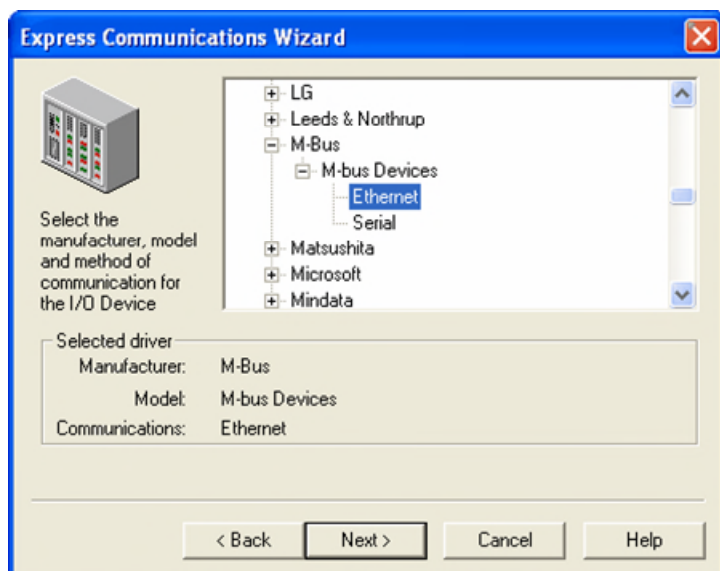 Express Communications Wizard
LG
Leeds & Northrup
M-Bus
M-bus Devices
Ethernet
Serial
Matsushita
Microsoft
Mindata
Select the
manufacturer, model
and method of
communication for
the I/O Device
Selected driver
Manufacturer: M-Bus
Model: M-bus Devices
Communications: Ethernet
< Back Next > Cancel Help